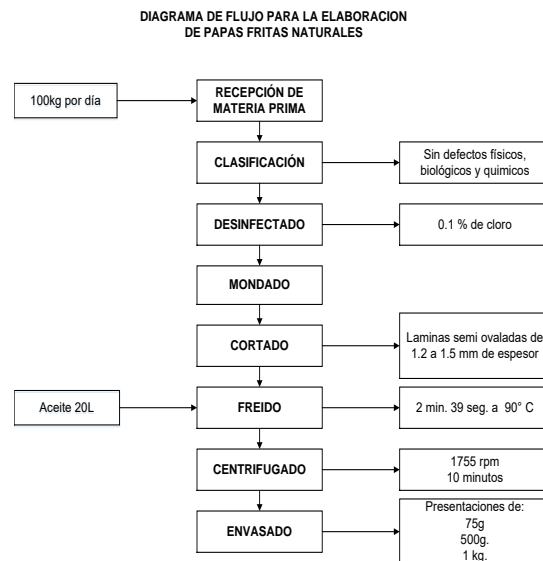 DIAGRAMA DE FLUJO PARA LA ELABORACION
DE PAPAS FRITAS NATURALES
100kg por día
RECEPCIÓN DE
MATERIA PRIMA
CLASIFICACIÓN
Sin defectos físicos,
biológicos y quimicos
DESINFECTADO
0.1 % de cloro
MONDADO
CORTADO
Laminas semi ovaladas de
1.2 a 1.5 mm de espesor
Aceite 20L
FREIDO
2 min. 39 seg. a 90° C
CENTRIFUGADO
1755 rpm
10 minutos
ENVASADO
Presentaciones de:
75g
500g.
1 kg.